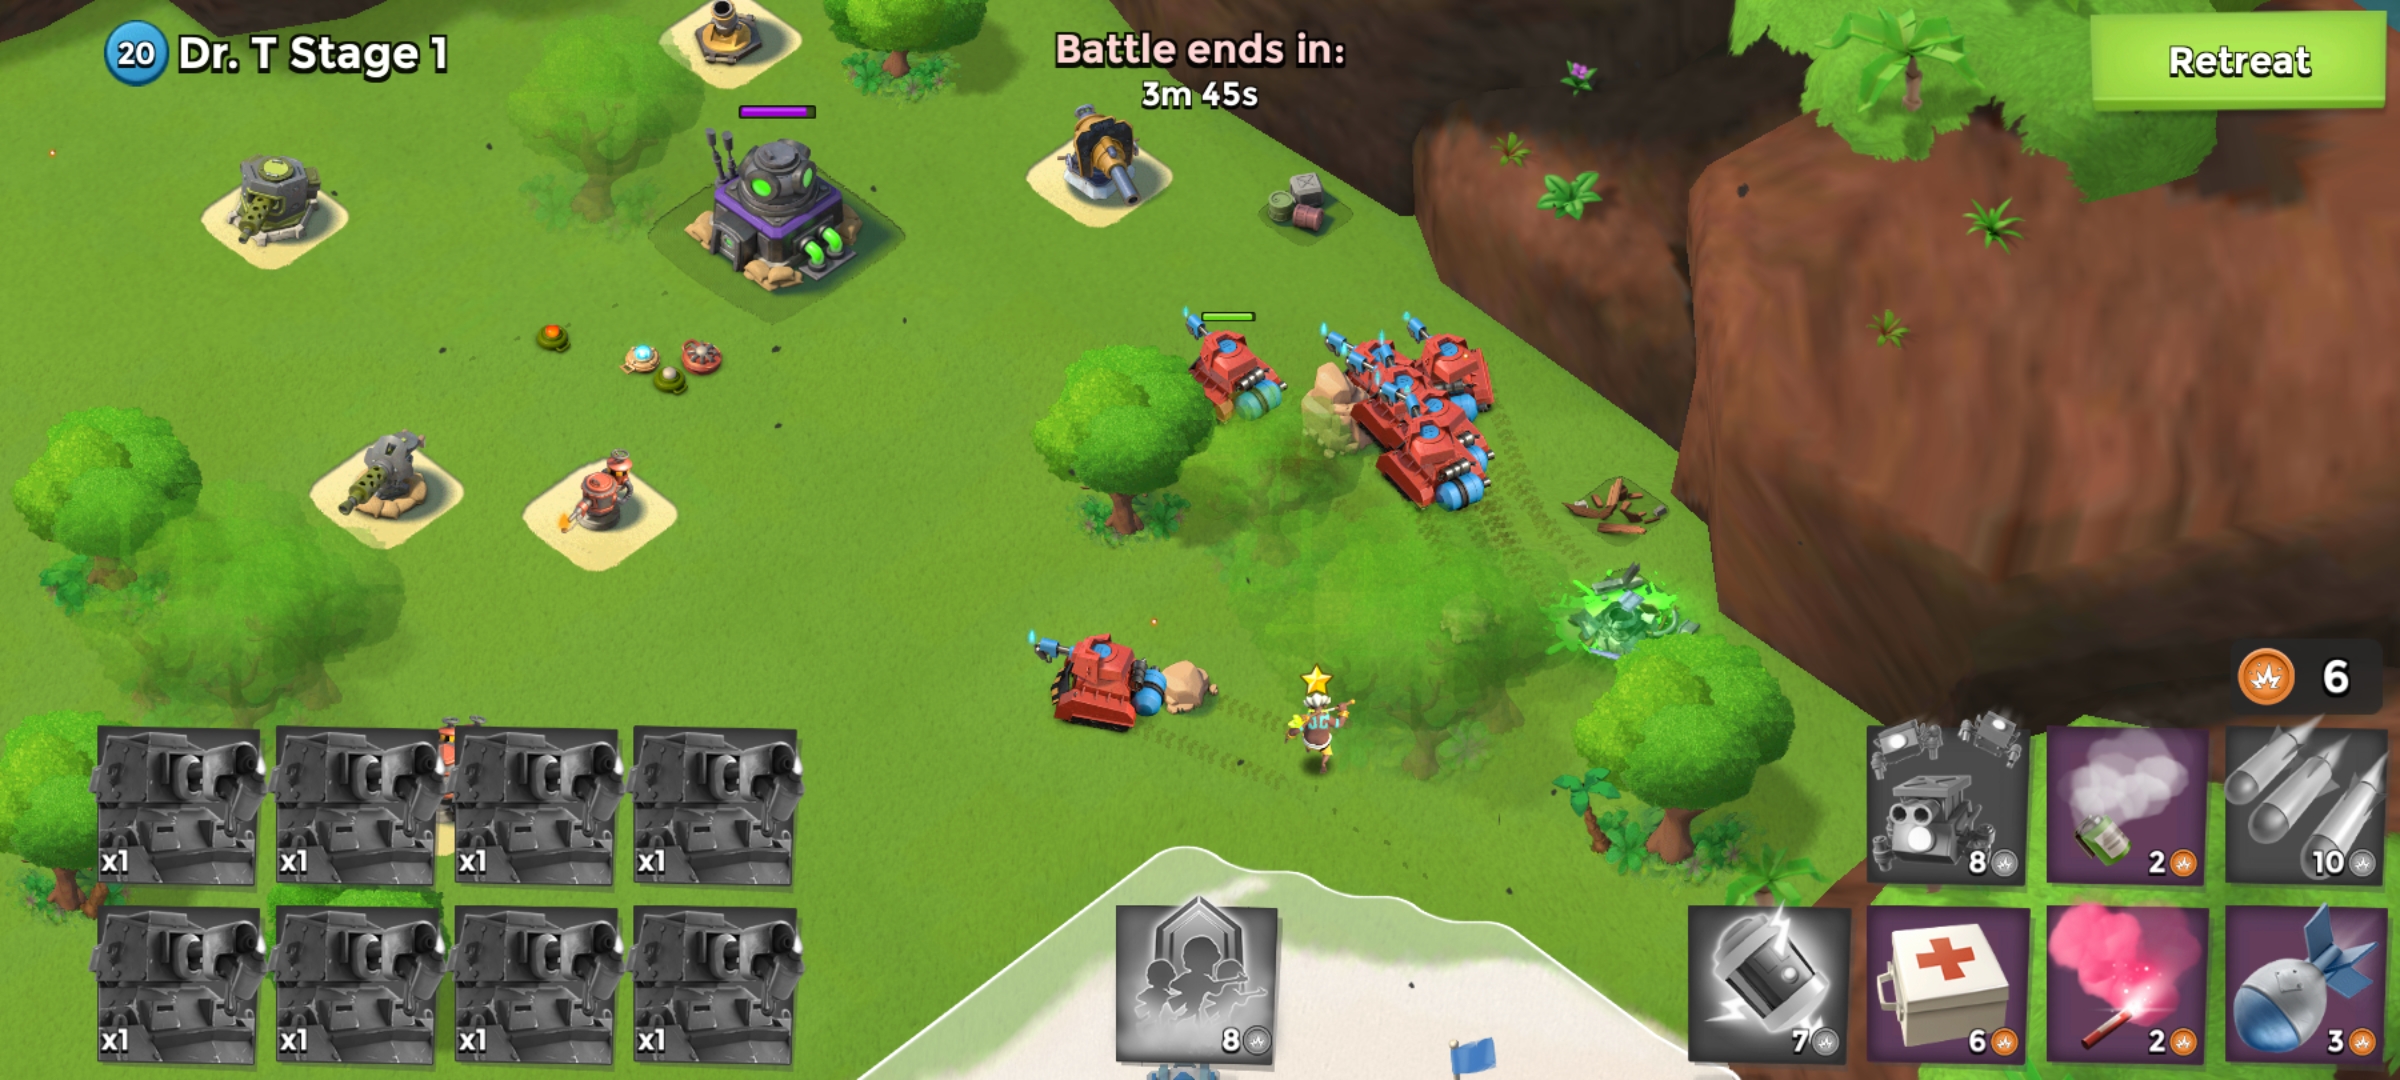 20 Dr. T Stage 1
Battle ends in:
3m 45s
Retreat
6
x1 x1 x1 x1
8 2 10
x1 x1 x1 x1
8
7 6 2 3